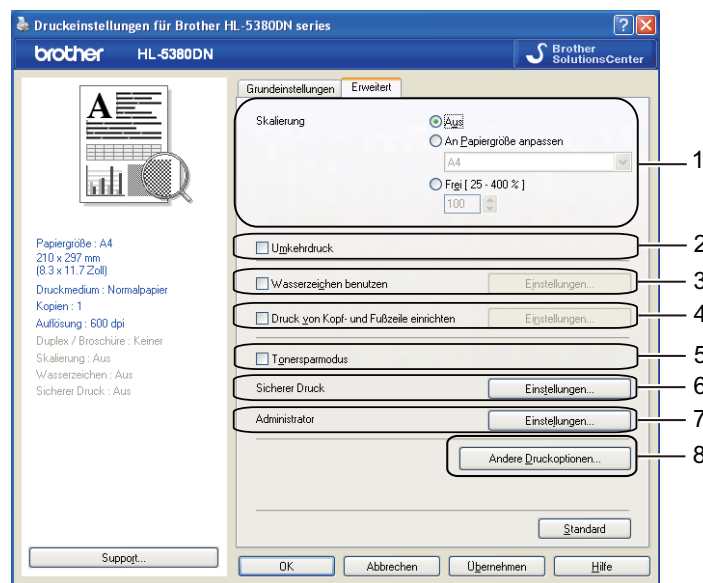 Druckeinstellungen für Brother HL-5380DN series
brother HL-5380DN
Brother
SolutionsCenter
Grundeinstellungen Erweitert
A
Skalierung
Aus
An Papiergröße anpassen
A4
Frei [ 25 - 400 % ]
100
1
Umkehrdruck
2
Wasserzeichen benutzen Einstellungen...
3
Druck von Kopf- und Fußzeile einrichten Einstellungen...
4
Tonersparmodus
5
Sicherer Druck Einstellungen...
6
Administrator Einstellungen...
7
Andere Druckoptionen...
8
Papiergröße : A4
210 x 297 mm
(8.3 x 11.7 Zoll)
Druckmedium : Normalpapier
Kopien : 1
Auflösung : 600 dpi
Duplex / Broschüre : Keiner
Skalierung : Aus
Wasserzeichen : Aus
Sicherer Druck : Aus
Standard
Support...
OK Abbrechen Übernehmen Hilfe